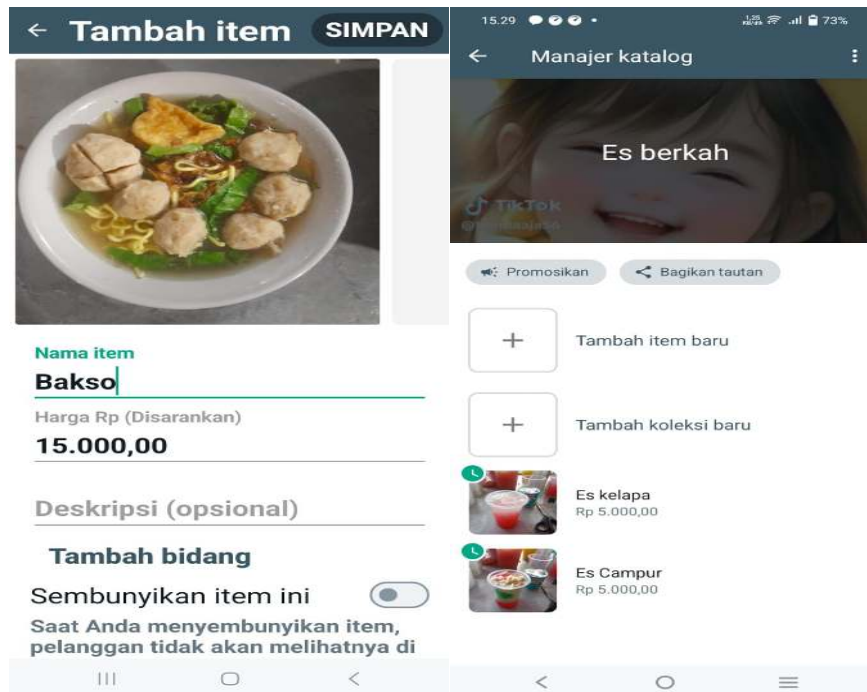 Tambah item SIMPAN
Nama item
Bakso
Harga Rp (Disarankan)
15.000,00
Deskripsi (opsional)
Tambah bidang
Sembunyikan item ini
Saat Anda menyembunyikan item,
pelanggan tidak akan melihatnya di
15.29 73%
Manajer katalog
Es berkah
TikTok
Promosikan Bagikan tautan
Tambah item baru
Tambah koleksi baru
Es kelapa
Rp 5.000,00
Es Campur
Rp 5.000,00